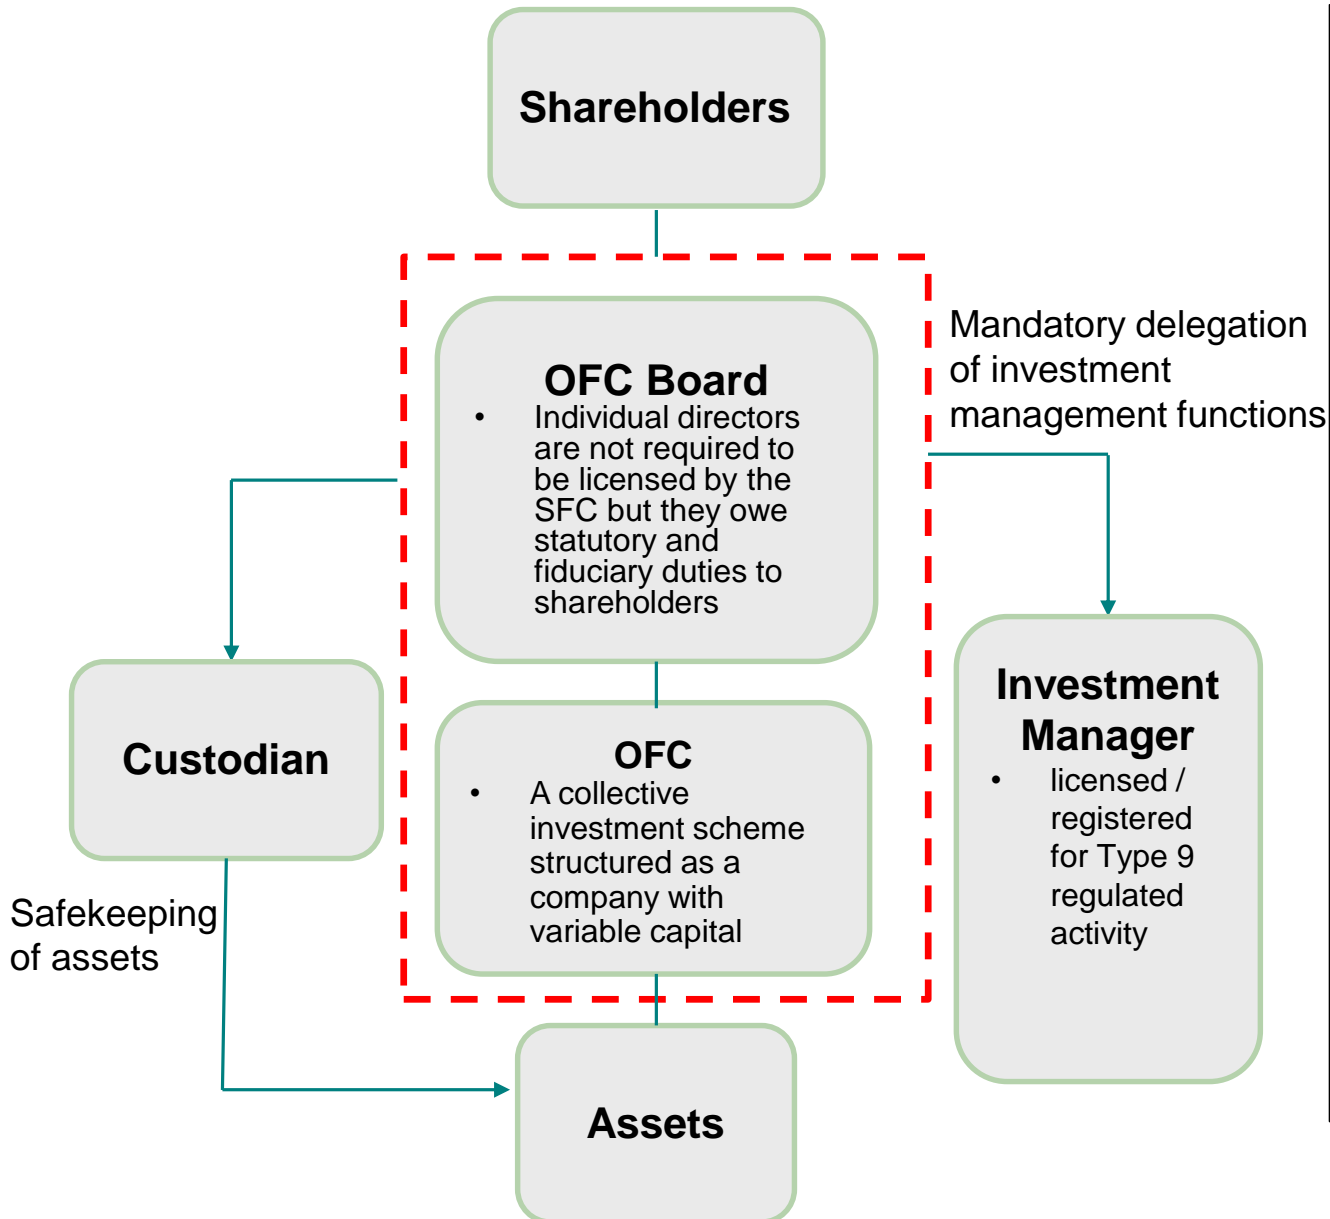 Shareholders
Mandatory delegation
of investment
management functions
OFC Board
• Individual directors
are not required to
be licensed by the
SFC but they owe
statutory and
fiduciary duties to
shareholders
Investment
Manager
• licensed /
registered
for Type 9
regulated
activity
Custodian
OFC
• A collective
investment scheme
structured as a
company with
variable capital
Safekeeping
of assets
Assets